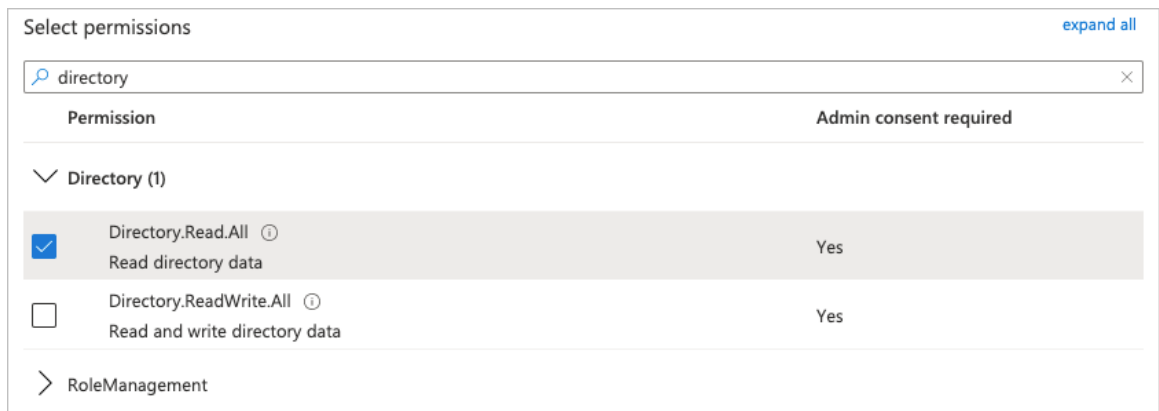 Select permissions
expand all
directory
Permission
Admin consent required
Directory (1)
Directory.Read.All
Read directory data
Yes
Directory.ReadWrite.All
Read and write directory data
Yes
RoleManagement